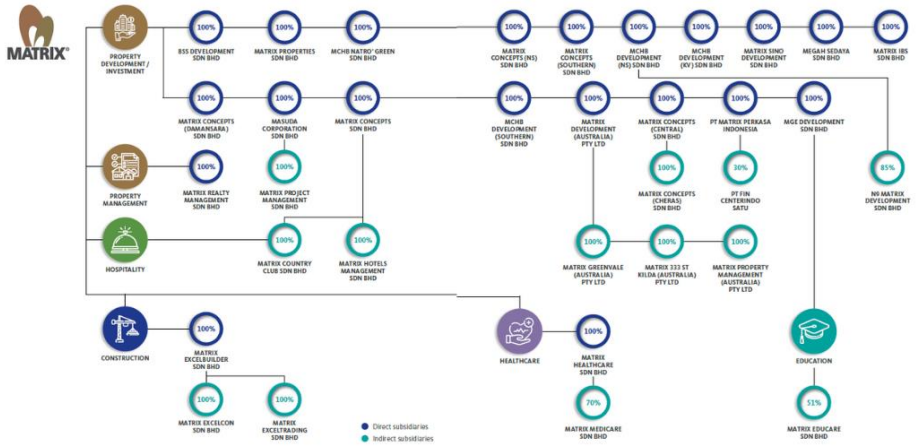 MATRIX®
PROPERTY
DEVELOPMENT /
INVESTMENT
100%
BSS DEVELOPMENT
SDN BHD
100%
MATRIX PROPERTIES
SDN BHD
100%
MCHB NATRO' GREEN
SDN BHD
100%
MATRIX
CONCEPTS (NS)
SDN BHD
100%
MATRIX
CONCEPTS
(SOUTHERN)
SDN BHD
100%
MCHB
DEVELOPMENT
(NS) SDN BHD
100%
MCHB
DEVELOPMENT
(KV) SDN BHD
100%
MATRIX SINO
DEVELOPMENT
SDN BHD
100%
MEGAH SEDAYA
SDN BHD
100%
MATRIX IBS
SDN BHD
100%
MATRIX CONCEPTS
(DAMANSARA)
SDN BHD
100%
MASUDA
CORPORATION
SDN BHD
100%
MATRIX CONCEPTS
SDN BHD
100%
MCHB
DEVELOPMENT
(SOUTHERN)
SDN BHD
100%
MATRIX
DEVELOPMENT
(AUSTRALIA)
PTY LTD
100%
MATRIX CONCEPTS
(CENTRAL)
SDN BHD
100%
PT MATRIX PERKASA
INDONESIA
100%
MGE DEVELOPMENT
SDN BHD
PROPERTY
MANAGEMENT
100%
MATRIX REALTY
MANAGEMENT
SDN BHD
100%
MATRIX PROJECT
MANAGEMENT
SDN BHD
100%
MATRIX CONCEPTS
(CHERAS)
SDN BHD
30%
PT FIN
CENTERINDO
SATU
85%
N9 MATRIX
DEVELOPMENT
SDN BHD
HOSPITALITY
100%
MATRIX COUNTRY
CLUB SDN BHD
100%
MATRIX HOTELS
MANAGEMENT
SDN BHD
100%
MATRIX GREENVALE
(AUSTRALIA)
PTY LTD
100%
MATRIX 333 ST
KILDA (AUSTRALIA)
PTY LTD
100%
MATRIX PROPERTY
MANAGEMENT
(AUSTRALIA)
PTY LTD
CONSTRUCTION
100%
MATRIX
EXCELBUILDER
SDN BHD
HEALTHCARE
100%
MATRIX
HEALTHCARE
SDN BHD
EDUCATION
100%
MATRIX EXCELCON
SDN BHD
100%
MATRIX
EXCELTRADING
SDN BHD
70%
MATRIX MEDICARE
SDN BHD
51%
MATRIX EDUCARE
SDN BHD
Direct subsidiaries
Indirect subsidiaries